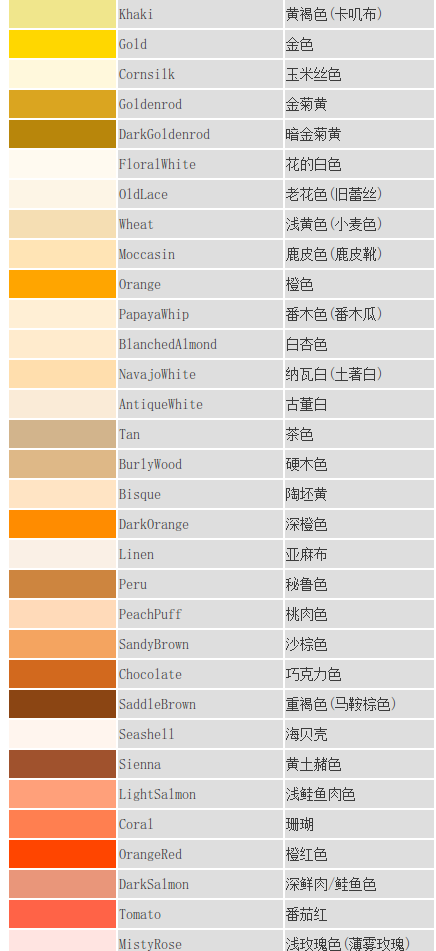 Khaki 黄褐色(卡叽布)
Gold 金色
Cornsilk 玉米丝色
Goldenrod 金菊黄
DarkGoldenrod 暗金菊黄
FloralWhite 花的白色
OldLace 老花色(旧蕾丝)
Wheat 浅黄色(小麦色)
Moccasin 鹿皮色(鹿皮靴)
Orange 橙色
PapayaWhip 番木色(番木瓜)
BlanchedAlmond 白杏色
NavajoWhite 纳瓦白(土著白)
AntiqueWhite 古董白
Tan 茶色
BurlyWood 硬木色
Bisque 陶坯黄
DarkOrange 深橙色
Linen 亚麻布
Peru 秘鲁色
PeachPuff 桃肉色
SandyBrown 沙棕色
Chocolate 巧克力色
SaddleBrown 重褐色(马鞍棕色)
Seashell 海贝壳
Sienna 黄土赭色
LightSalmon 浅鲑鱼肉色
Coral 珊瑚
OrangeRed 橙红色
DarkSalmon 深鲜肉/鲑鱼色
Tomato 番茄红
MistyRose 浅玫瑰色(薄雾玫瑰)